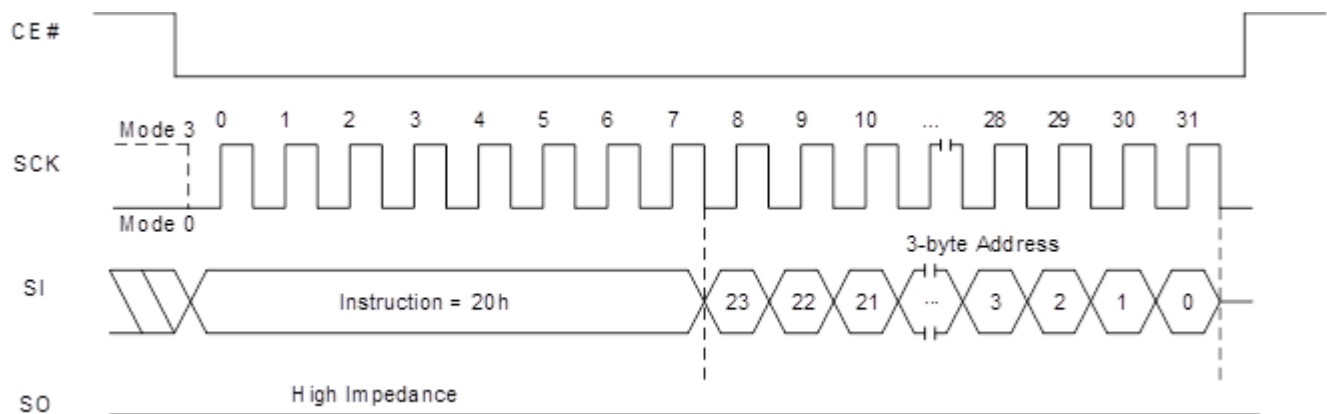 CE#
0 1 2 3 4 5 6 7 8 9 10 ... 28 29 30 31
Mode 3
SCK
Mode 0
3-byte Address
SI
Instruction = 20h 23 22 21 ... 3 2 1 0
High Impedance
SO